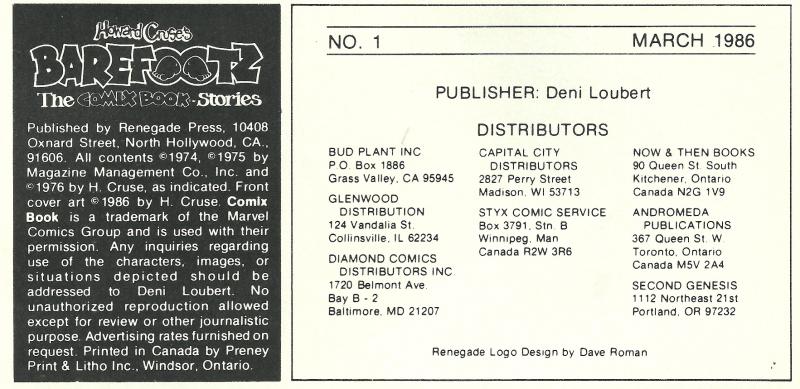 Howard Cruse's
BAREFOOTZ
The COMIX BOOK Stories
Published by Renegade Press, 10408
Oxnard Street, North Hollywood, CA.,
91606. All contents ©1974, ©1975 by
Magazine Management Co., Inc. and
©1976 by H. Cruse, as indicated. Front
cover art ©1986 by H. Cruse. Comix
Book is a trademark of the Marvel
Comics Group and is used with their
permission. Any inquiries regarding
use of the characters, images, or
situations depicted should be
addressed to Deni Loubert. No
unauthorized reproduction allowed
except for review or other journalistic
purpose. Advertising rates furnished on
request. Printed in Canada by Preney
Print & Litho Inc., Windsor, Ontario.
NO. 1 MARCH 1986
PUBLISHER: Deni Loubert
DISTRIBUTORS
BUD PLANT INC
P.O. Box 1886
Grass Valley, CA 95945
GLENWOOD
DISTRIBUTION
124 Vandalia St.
Collinsville, IL 62234
DIAMOND COMICS
DISTRIBUTORS INC.
1720 Belmont Ave.
Bay B - 2
Baltimore, MD 21207
CAPITAL CITY
DISTRIBUTORS
2827 Perry Street
Madison, WI 53713
STYX COMIC SERVICE
Box 3791, Stn. B
Winnipeg, Man
Canada R2W 3R6
NOW & THEN BOOKS
90 Queen St. South
Kitchener, Ontario
Canada N2G 1V9
ANDROMEDA
PUBLICATIONS
367 Queen St. W
Toronto, Ontario
Canada M5V 2A4
SECOND GENESIS
1112 Northeast 21st
Portland, OR 97232
Renegade Logo Design by Dave Roman